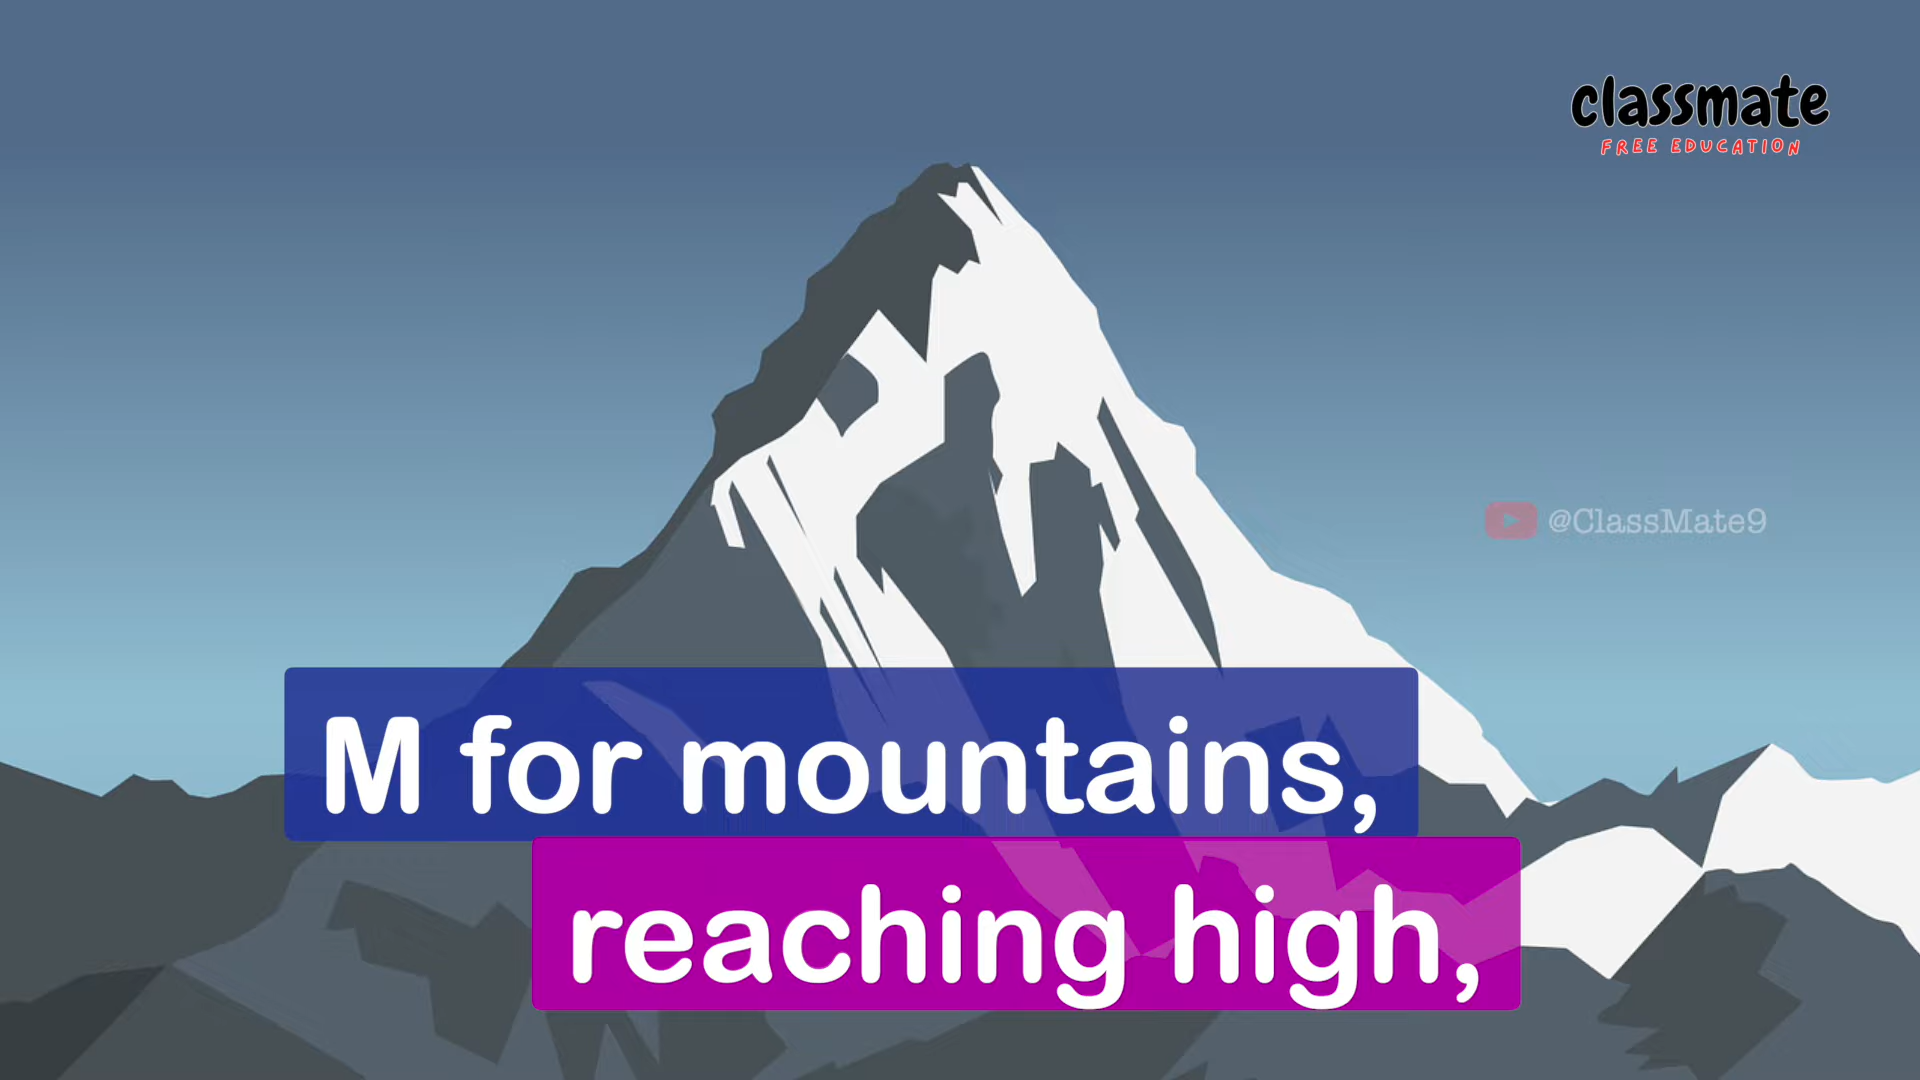 classmate
FREE EDUCATION
@ClassMate9
M for mountains,
reaching high,